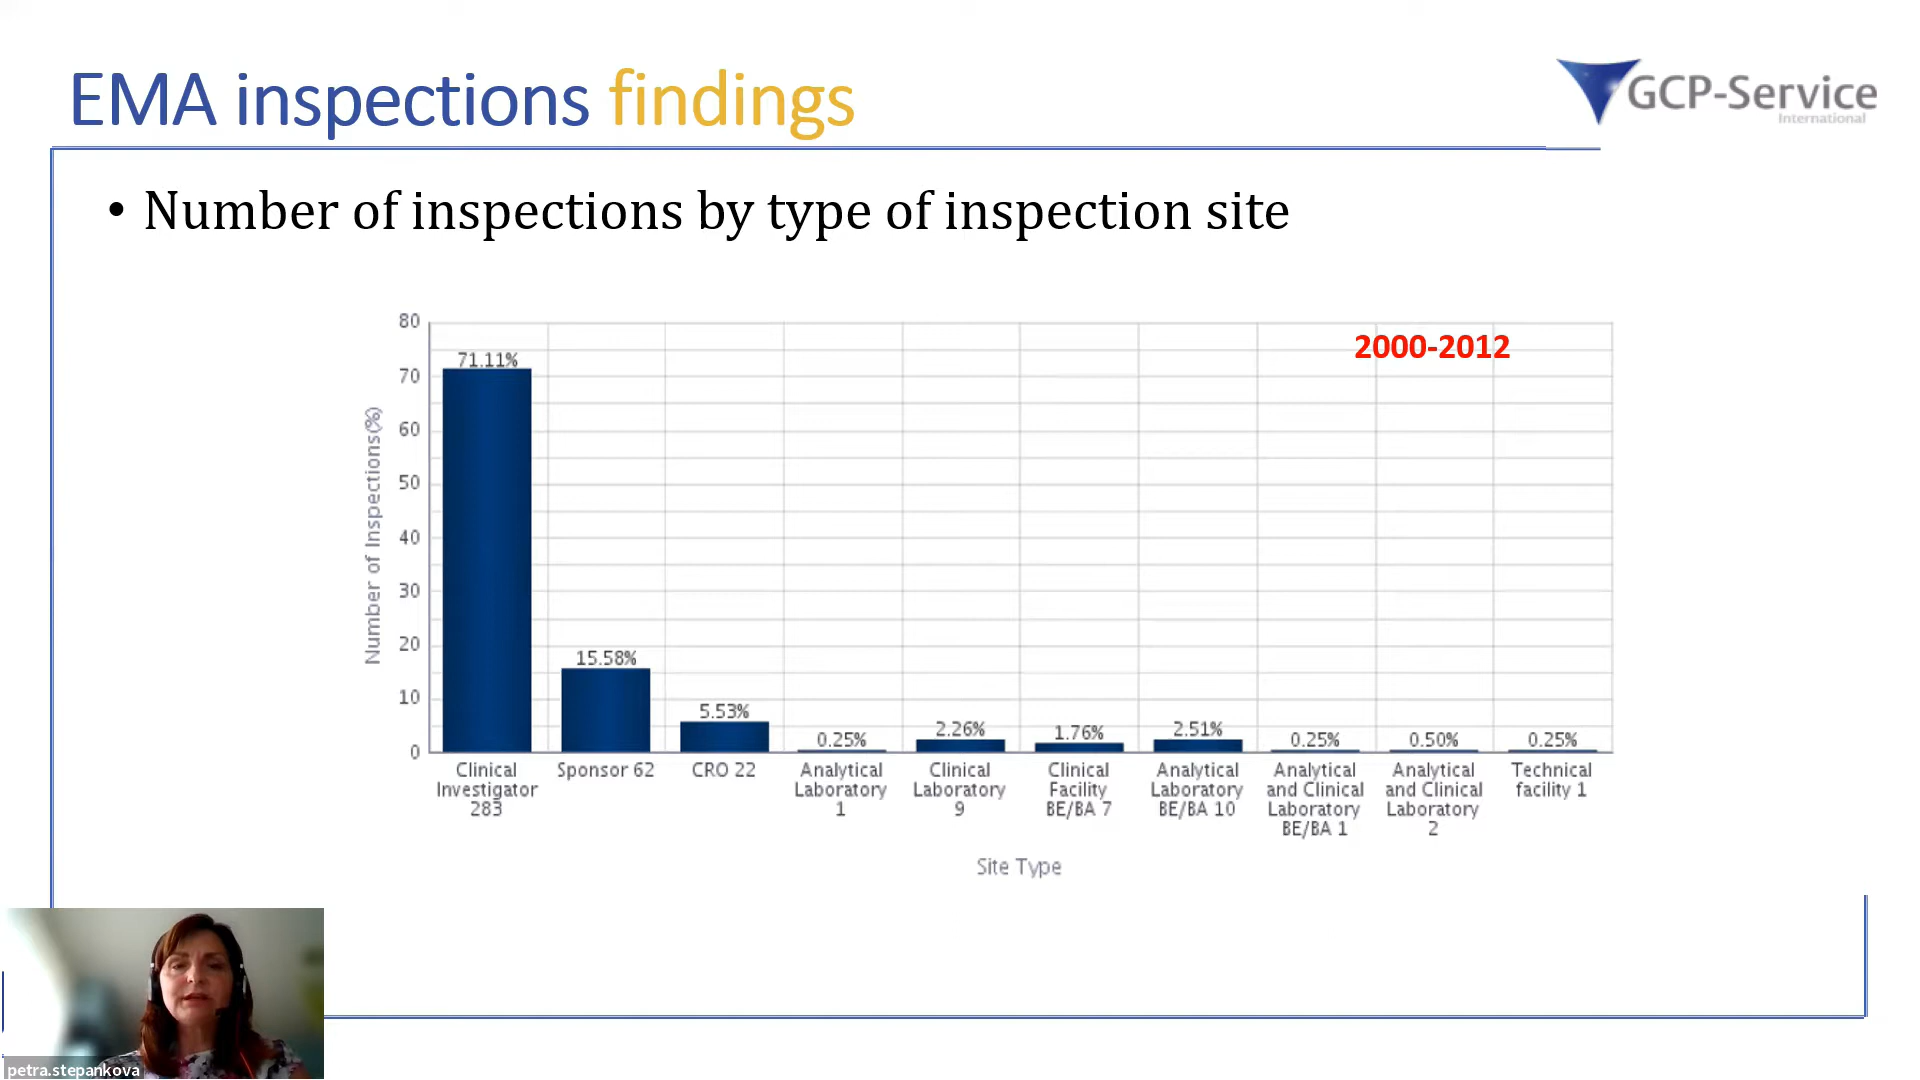 EMA inspections findings
GCP-Service
International
• Number of inspections by type of inspection site
2000-2012
80
70
60
50
40
30
20
10
0
Number of Inspections(%)
71.11%
15.58%
5.53%
0.25%
2.26%
1.76%
2.51%
0.25%
0.50%
0.25%
Clinical
Investigator
283
Sponsor 62
CRO 22
Analytical
Laboratory
1
Clinical
Laboratory
9
Clinical
Facility
BE/BA 7
Analytical
Laboratory
BE/BA 10
Analytical
and Clinical
Laboratory
BE/BA 1
Analytical
and Clinical
Laboratory
2
Technical
facility 1
Site Type
petra.stepankova